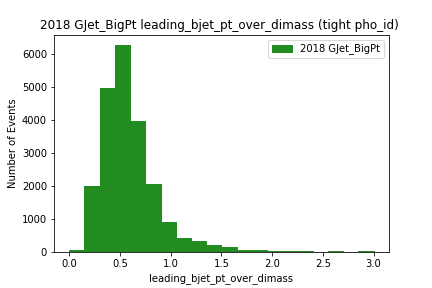 2018 GJet_BigPt leading_bjet_pt_over_dimass (tight pho_id)
2018 GJet_BigPt
Number of Events
6000
5000
4000
3000
2000
1000
0
0.0 0.5 1.0 1.5 2.0 2.5 3.0
leading_bjet_pt_over_dimass